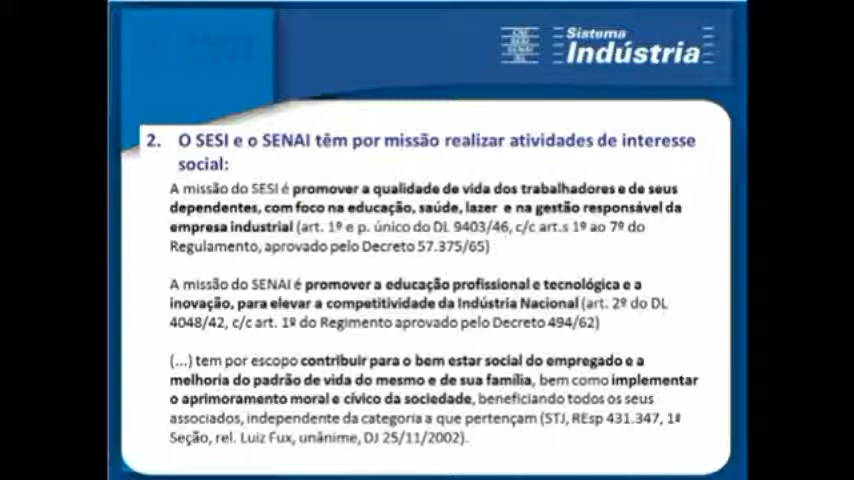 CNI
SESI
SENAI
IEL
Sistema
Indústria
2. O SESI e o SENAI têm por missão realizar atividades de interesse
social:
A missão do SESI é promover a qualidade de vida dos trabalhadores e de seus
dependentes, com foco na educação, saúde, lazer e na gestão responsável da
empresa industrial (art. 1º e p. único do DL 9403/46, c/c art.s 1º ao 7º do
Regulamento, aprovado pelo Decreto 57.375/65)
A missão do SENAI é promover a educação profissional e tecnológica e a
inovação, para elevar a competitividade da Indústria Nacional (art. 2º do DL
4048/42, c/c art. 1º do Regimento aprovado pelo Decreto 494/62)
(...) tem por escopo contribuir para o bem estar social do empregado e a
melhoria do padrão de vida do mesmo e de sua família, bem como implementar
o aprimoramento moral e cívico da sociedade, beneficiando todos os seus
associados, independente da categoria a que pertençam (STJ, REsp 431.347, 1ª
Seção, rel. Luiz Fux, unânime, DJ 25/11/2002).